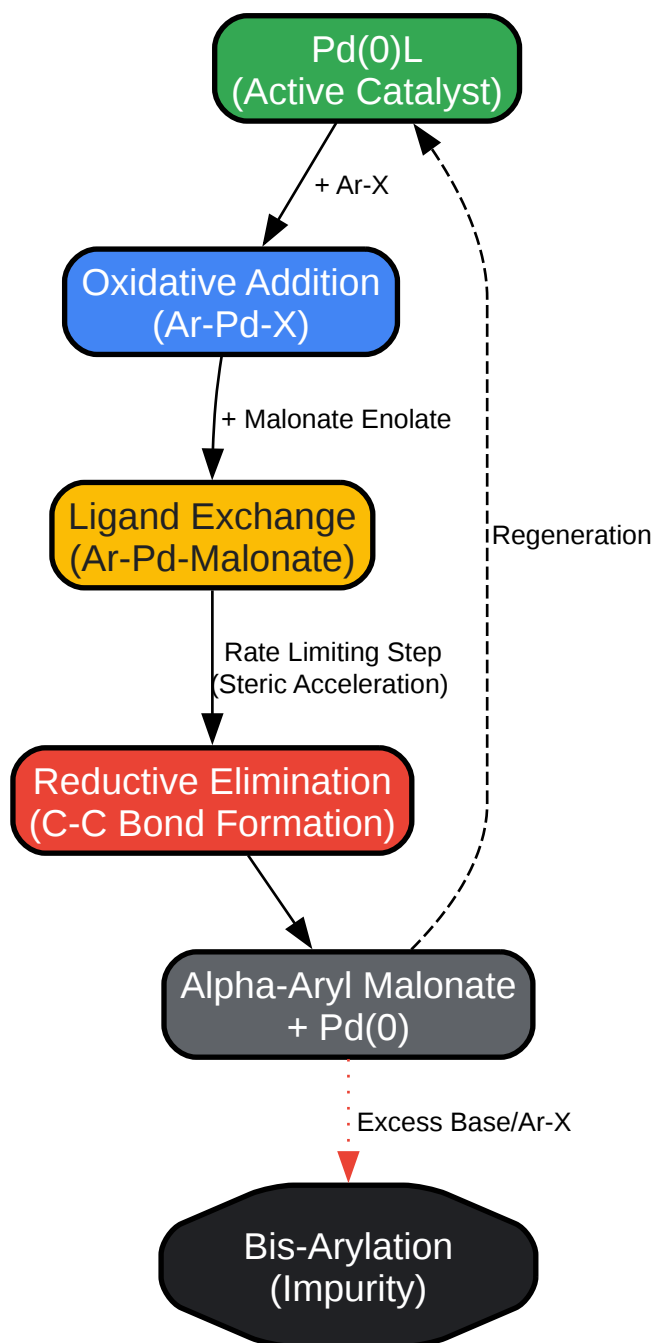 Pd(0)L
(Active Catalyst)
+ Ar-X
Oxidative Addition
(Ar-Pd-X)
+ Malonate Enolate
Ligand Exchange
(Ar-Pd-Malonate)
Regeneration
Rate Limiting Step
(Steric Acceleration)
Reductive Elimination
(C-C Bond Formation)
Alpha-Aryl Malonate
+ Pd(0)
Excess Base/Ar-X
Bis-Arylation
(Impurity)